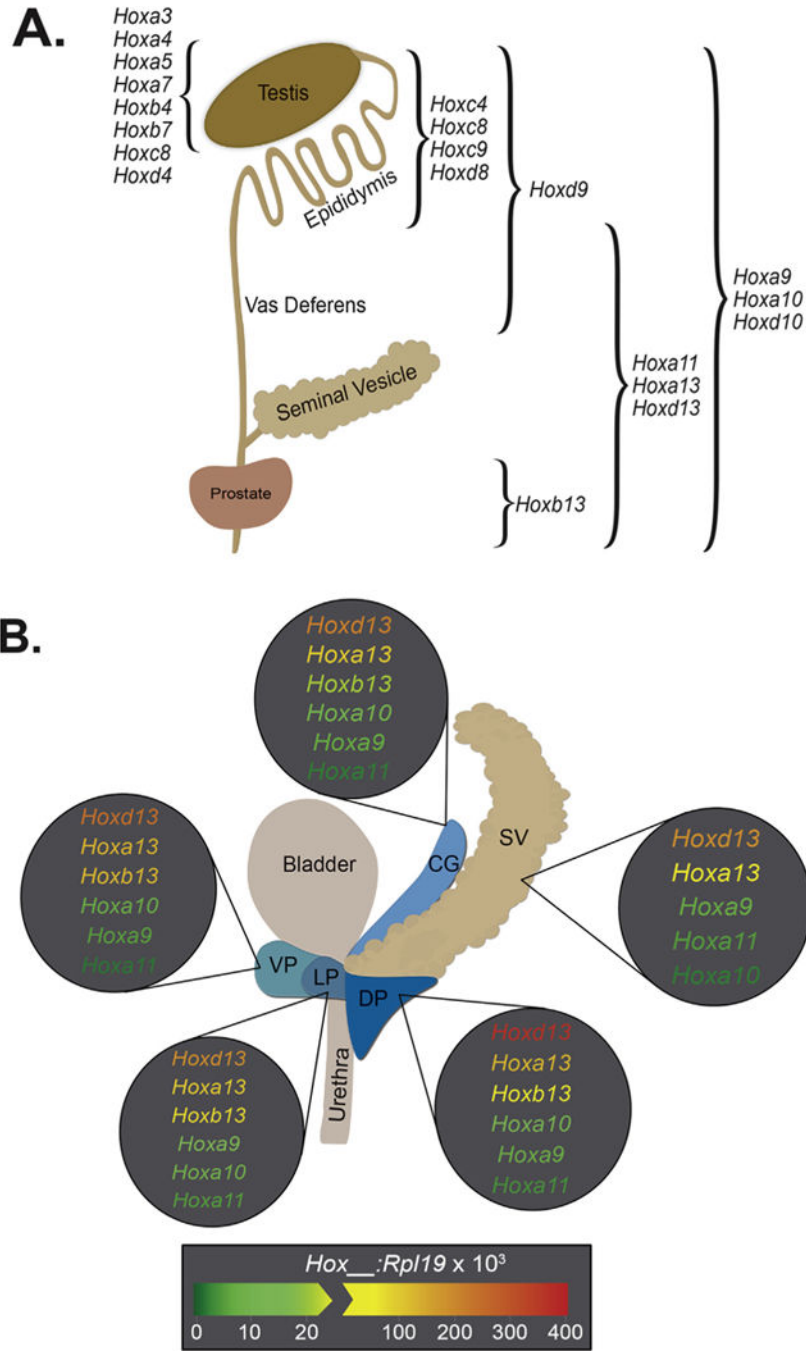 A.
Hoxa3
Hoxa4
Hoxa5
Hoxa7
Hoxb4
Hoxb7
Hoxc8
Hoxd4
Testis
Epididymis
Hoxc4
Hoxc8
Hoxc9
Hoxd8
Hoxd9
Vas Deferens
Seminal Vesicle
Prostate
Hoxb13
Hoxa11
Hoxa13
Hoxd13
Hoxa9
Hoxa10
Hoxd10
B.
Hoxd13
Hoxa13
Hoxb13
Hoxa10
Hoxa9
Hoxa11
Hoxd13
Hoxa13
Hoxb13
Hoxa10
Hoxa9
Hoxa11
Bladder
CG
SV
Hoxd13
Hoxa13
Hoxa9
Hoxa11
Hoxa10
VP
LP
DP
Urethra
Hoxd13
Hoxa13
Hoxb13
Hoxa9
Hoxa10
Hoxa11
Hoxd13
Hoxa13
Hoxb13
Hoxa10
Hoxa9
Hoxa11
Hox__:Rpl19 x 10³
0 10 20 100 200 300 400